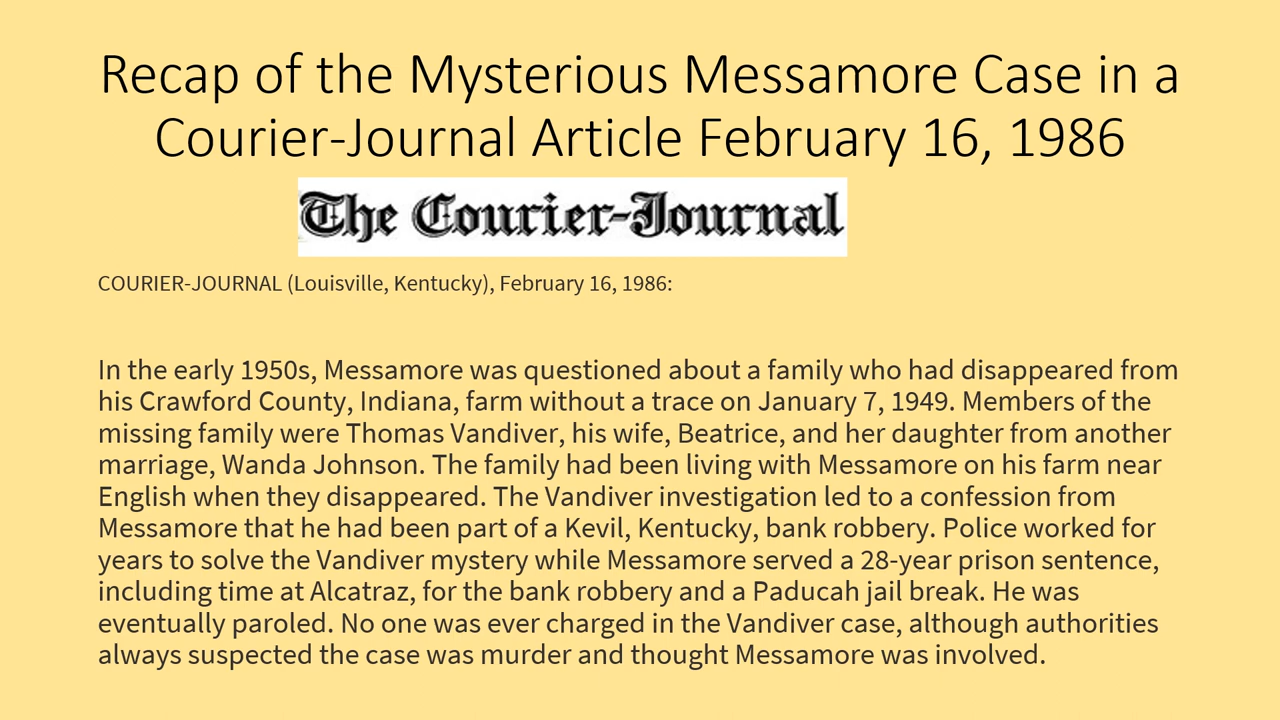 Recap of the Mysterious Messamore Case in a
Courier-Journal Article February 16, 1986
The Courier-Journal
COURIER-JOURNAL (Louisville, Kentucky), February 16, 1986:
In the early 1950s, Messamore was questioned about a family who had disappeared from
his Crawford County, Indiana, farm without a trace on January 7, 1949. Members of the
missing family were Thomas Vandiver, his wife, Beatrice, and her daughter from another
marriage, Wanda Johnson. The family had been living with Messamore on his farm near
English when they disappeared. The Vandiver investigation led to a confession from
Messamore that he had been part of a Kevil, Kentucky, bank robbery. Police worked for
years to solve the Vandiver mystery while Messamore served a 28-year prison sentence,
including time at Alcatraz, for the bank robbery and a Paducah jail break. He was
eventually paroled. No one was ever charged in the Vandiver case, although authorities
always suspected the case was murder and thought Messamore was involved.